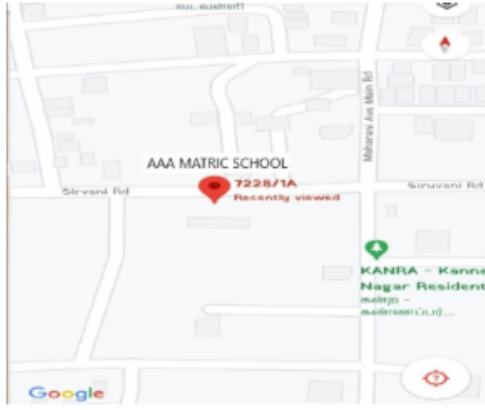 AAA MATRIC SCHOOL
7228/1A
Recently viewed
Sirvani Rd
Siruvani Rd
Maharani Ave Main Rd
KANRA - Kanna
Nagar Resident
Google